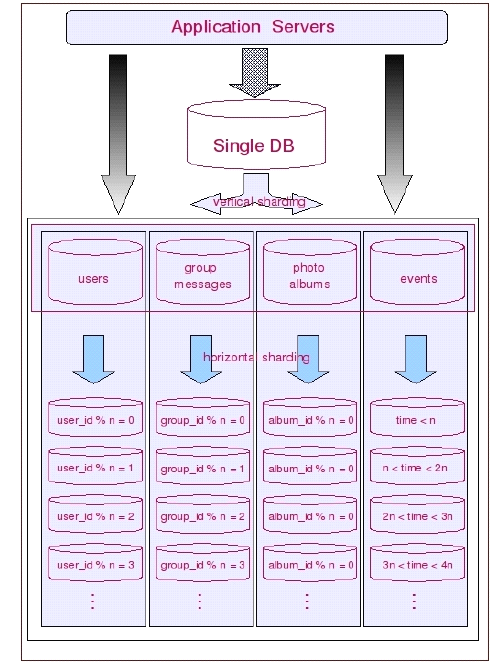 Application Servers
Single DB
verical sharding
users
group
messages
photo
albums
events
horizontal sharding
user_id % n = 0
group_id % n = 0
album_id % n = 0
time < n
user_id % n = 1
group_id % n = 1
album_id % n = 0
n < time < 2n
user_id % n = 2
group_id % n = 2
album_id % n = 0
2n < time < 3n
user_id % n = 3
group_id % n = 3
album_id % n = 0
3n < time < 4n